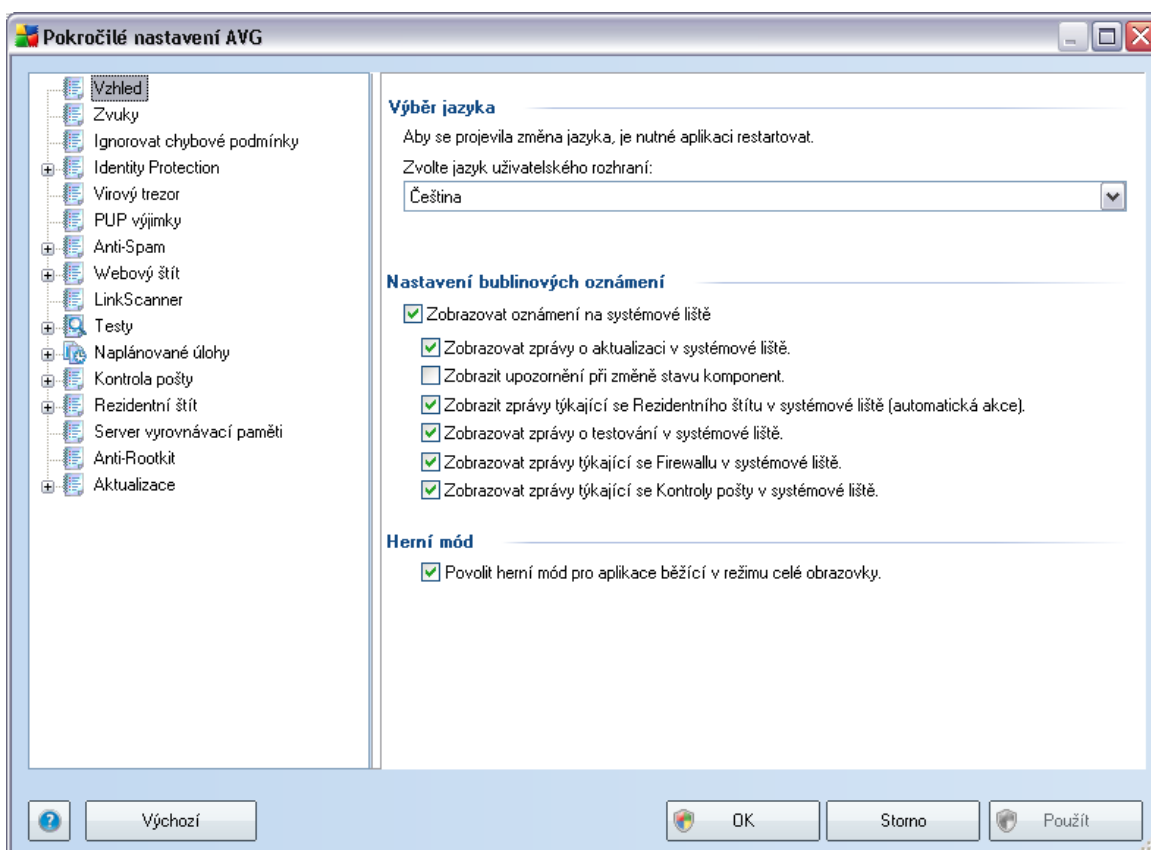 Pokročilé nastavení AVG
Vzhled
Zvuky
Ignorovat chybové podmínky
Identity Protection
Virový trezor
PUP výjimky
Anti-Spam
Webový štít
LinkScanner
Testy
Naplánované úlohy
Kontrola pošty
Rezidentní štít
Server vyrovnávací paměti
Anti-Rootkit
Aktualizace
Výběr jazyka
Aby se projevila změna jazyka, je nutné aplikaci restartovat.
Zvolte jazyk uživatelského rozhraní:
Čeština
Nastavení bublinových oznámení
Zobrazovat oznámení na systémové liště
Zobrazovat zprávy o aktualizaci v systémové liště.
Zobrazit upozornění při změně stavu komponent.
Zobrazit zprávy týkající se Rezidentního štítu v systémové liště (automatická akce).
Zobrazovat zprávy o testování v systémové liště.
Zobrazovat zprávy týkající se Firewallu v systémové liště.
Zobrazovat zprávy týkající se Kontroly pošty v systémové liště.
Herní mód
Povolit herní mód pro aplikace běžící v režimu celé obrazovky.
Výchozí
OK
Storno
Použít